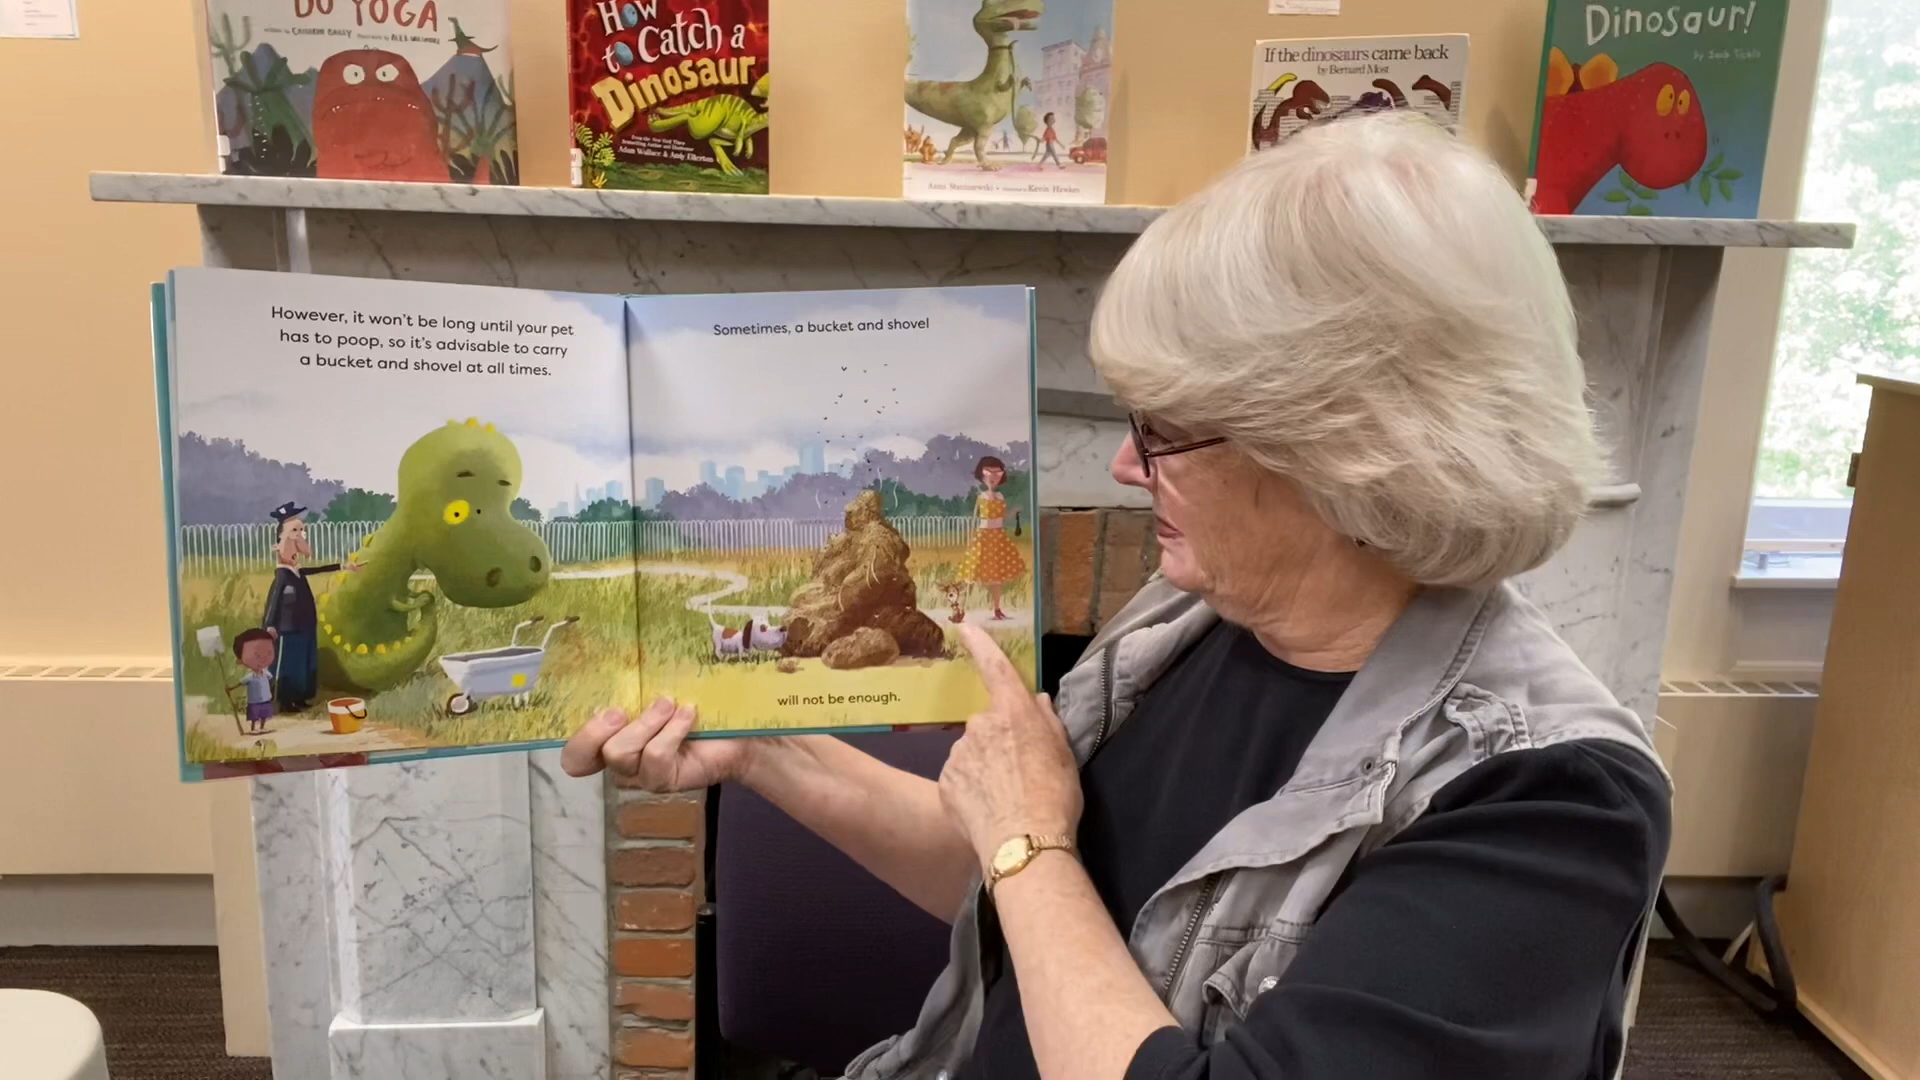 DO YOGA
How
to Catch a
Dinosaur
Adam Wallace & Andy Elkerton
If the dinosaurs came back
by Bernard Most
Dinosaur!
However, it won't be long until your pet
has to poop, so it's advisable to carry
a bucket and shovel at all times.
Sometimes, a bucket and shovel
will not be enough.